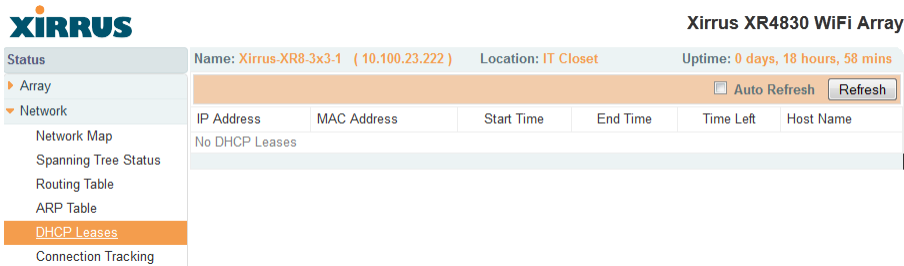 XIRRUS
Xirrus XR4830 WiFi Array
Status
Name: Xirrus-XR8-3x3-1 ( 10.100.23.222 ) Location: IT Closet Uptime: 0 days, 18 hours, 58 mins
Array
Auto Refresh Refresh
Network
IP Address MAC Address Start Time End Time Time Left Host Name
Network Map
No DHCP Leases
Spanning Tree Status
Routing Table
ARP Table
DHCP Leases
Connection Tracking